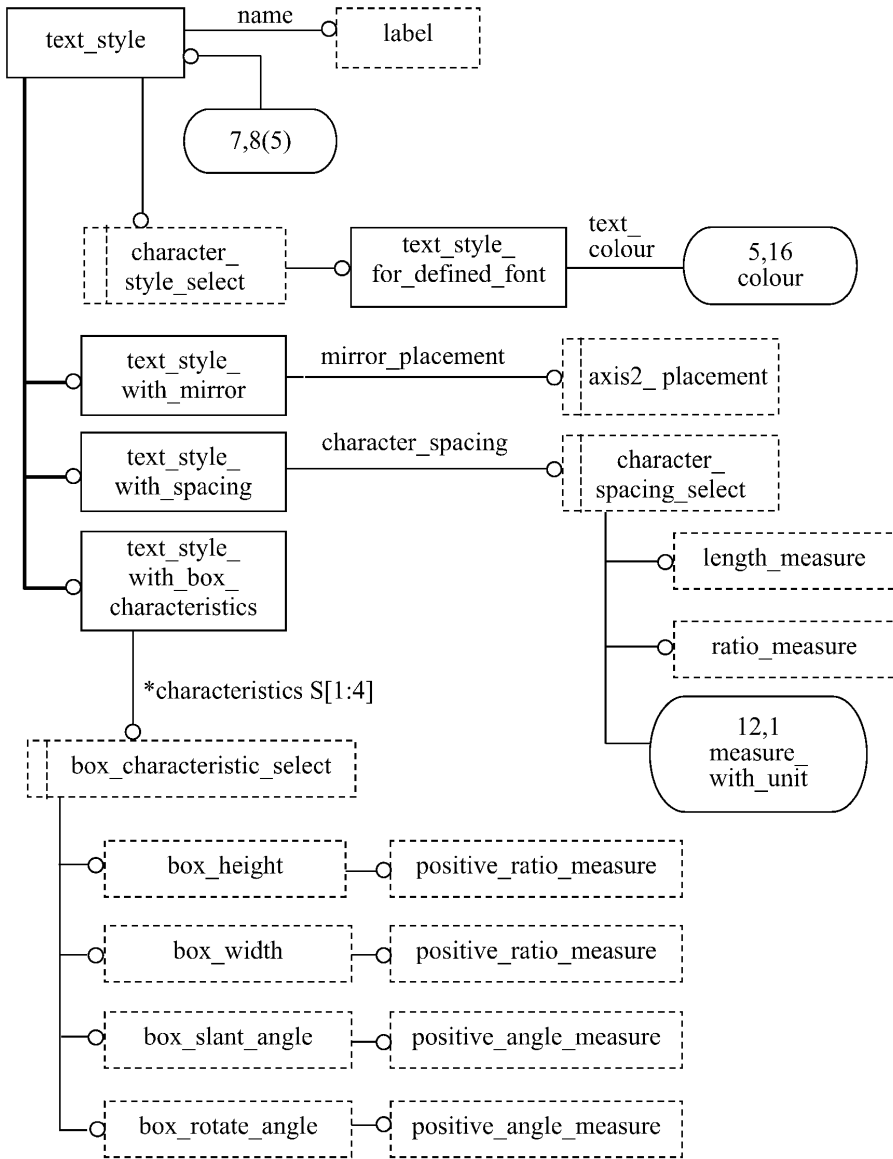 name
text_style
label
7,8(5)
character_
style_select
text_style_
for_defined_font
text_
colour
5,16
colour
text_style_
with_mirror
mirror_placement
axis2_ placement
text_style_
with_spacing
character_spacing
character_
spacing_select
length_measure
ratio_measure
12,1
measure_
with_unit
text_style_
with_box_
characteristics
*characteristics S[1:4]
box_characteristic_select
box_height
positive_ratio_measure
box_width
positive_ratio_measure
box_slant_angle
positive_angle_measure
box_rotate_angle
positive_angle_measure